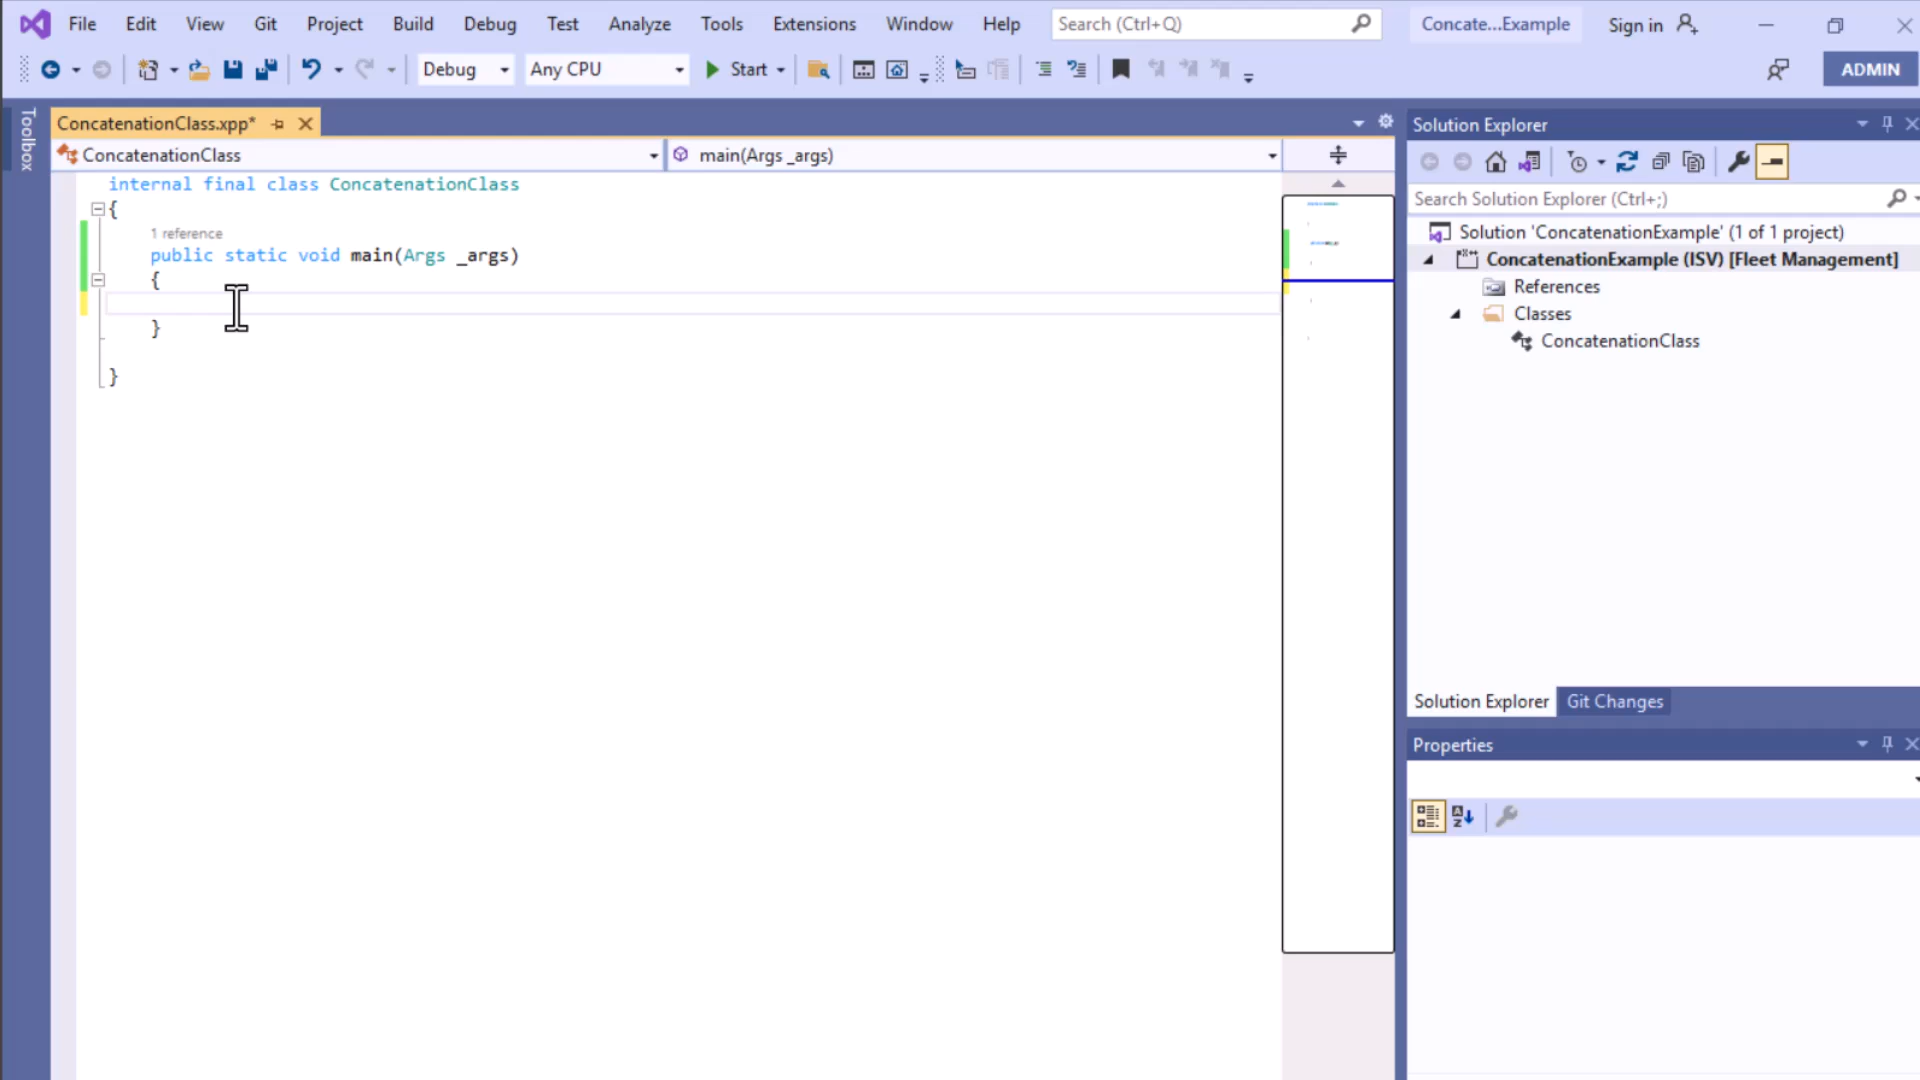 File Edit View Git Project Build Debug Test Analyze Tools Extensions Window Help Search (Ctrl+Q) Concate...Example Sign in
Debug Any CPU Start ADMIN
Toolbox
ConcatenationClass.xpp*
ConcatenationClass main(Args _args)
internal final class ConcatenationClass
{
1 reference
public static void main(Args _args)
{
}
}
Solution Explorer
Search Solution Explorer (Ctrl+;)
Solution 'ConcatenationExample' (1 of 1 project)
ConcatenationExample (ISV) [Fleet Management]
References
Classes
ConcatenationClass
Solution Explorer Git Changes
Properties